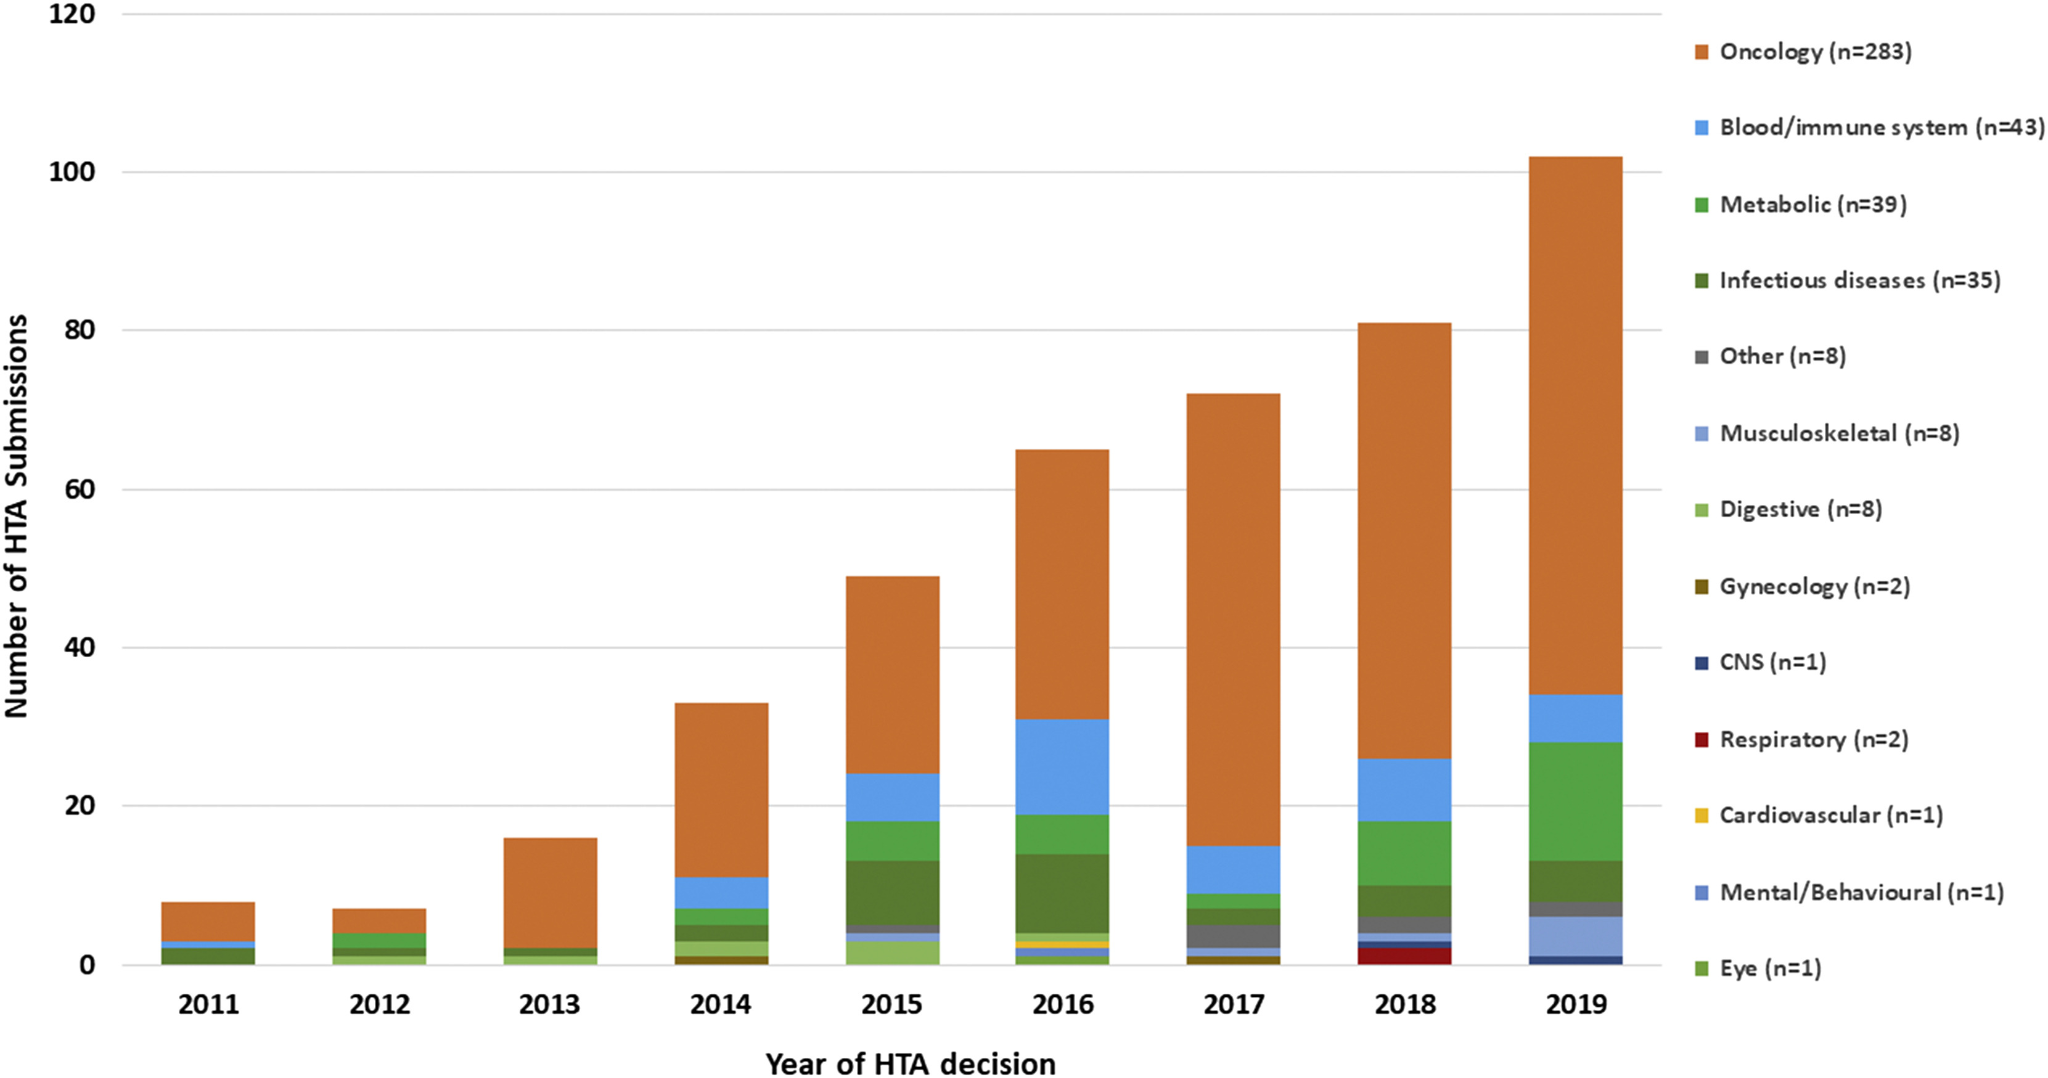 120
100
80
60
40
20
0
Number of HTA Submissions
2011 2012 2013 2014 2015 2016 2017 2018 2019
Year of HTA decision
Oncology (n=283)
Blood/immune system (n=43)
Metabolic (n=39)
Infectious diseases (n=35)
Other (n=8)
Musculoskeletal (n=8)
Digestive (n=8)
Gynecology (n=2)
CNS (n=1)
Respiratory (n=2)
Cardiovascular (n=1)
Mental/Behavioural (n=1)
Eye (n=1)